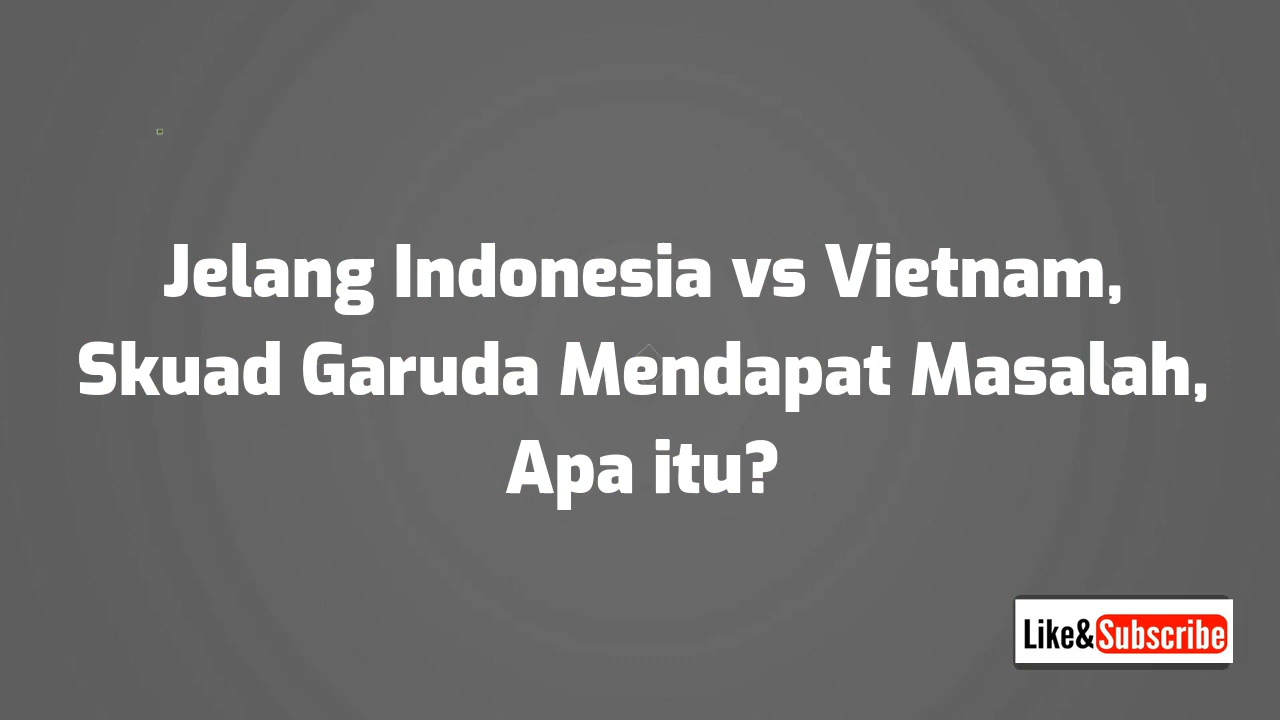 Jelang Indonesia vs Vietnam,
Skuad Garuda Mendapat Masalah,
Apa itu?
Like&Subscribe